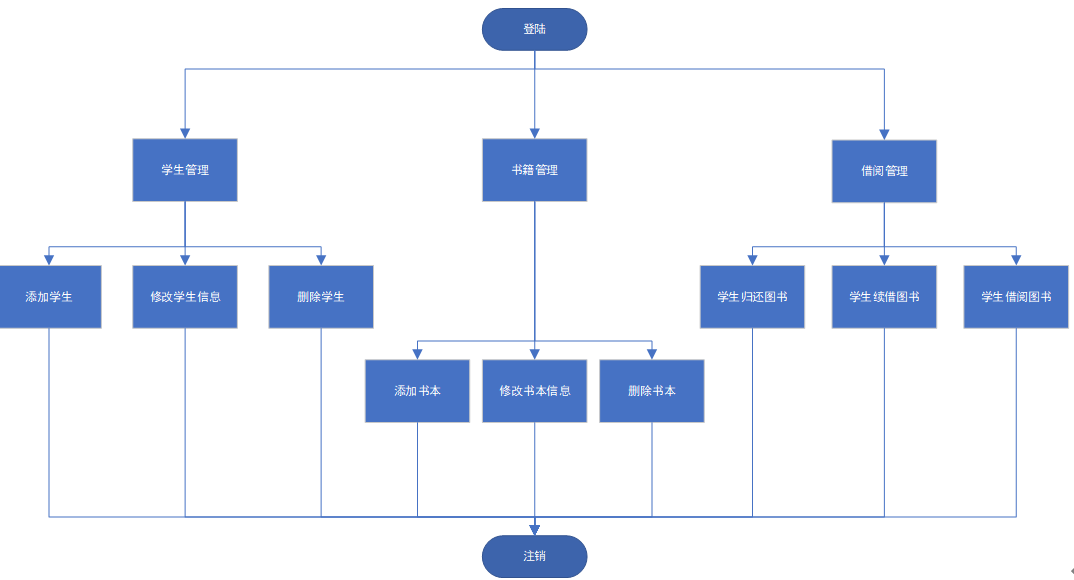 登陆
学生管理
书籍管理
借阅管理
添加学生
修改学生信息
删除学生
学生归还图书
学生续借图书
学生借阅图书
添加书本
修改书本信息
删除书本
注销